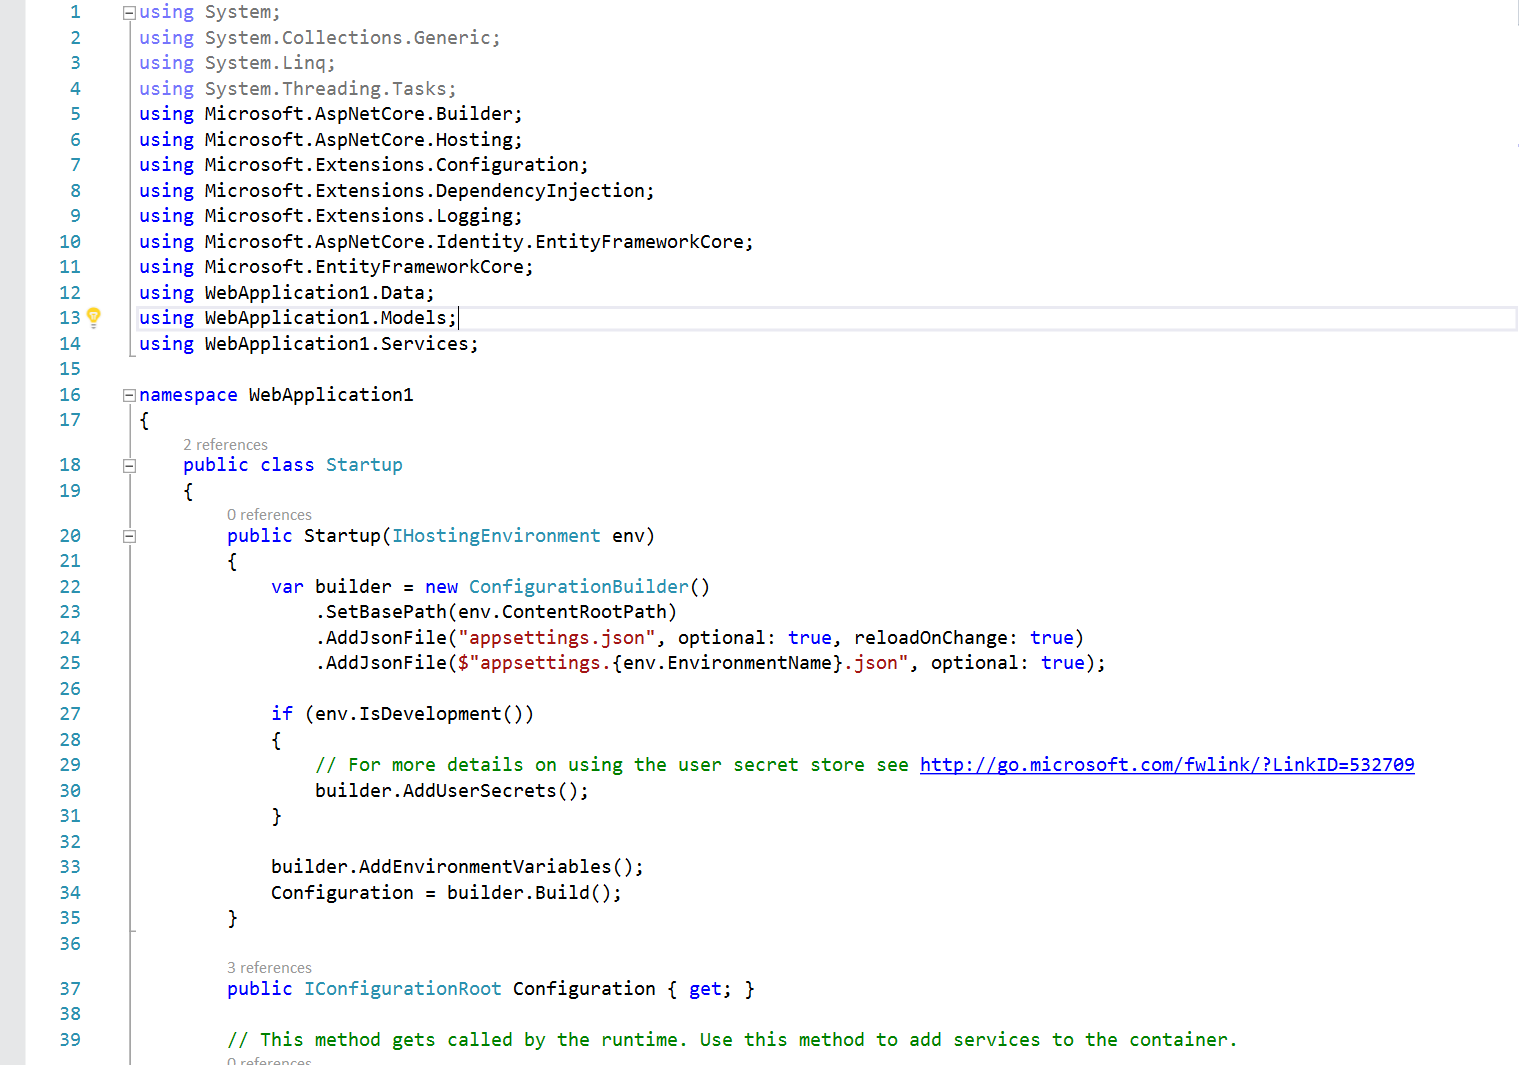 1 using System;
2 using System.Collections.Generic;
3 using System.Linq;
4 using System.Threading.Tasks;
5 using Microsoft.AspNetCore.Builder;
6 using Microsoft.AspNetCore.Hosting;
7 using Microsoft.Extensions.Configuration;
8 using Microsoft.Extensions.DependencyInjection;
9 using Microsoft.Extensions.Logging;
10 using Microsoft.AspNetCore.Identity.EntityFrameworkCore;
11 using Microsoft.EntityFrameworkCore;
12 using WebApplication1.Data;
13 using WebApplication1.Models;
14 using WebApplication1.Services;
15
16 namespace WebApplication1
17 {
2 references
18 public class Startup
19 {
0 references
20 public Startup(IHostingEnvironment env)
21 {
22 var builder = new ConfigurationBuilder()
23 .SetBasePath(env.ContentRootPath)
24 .AddJsonFile("appsettings.json", optional: true, reloadOnChange: true)
25 .AddJsonFile($"appsettings.{env.EnvironmentName}.json", optional: true);
26
27 if (env.IsDevelopment())
28 {
29 // For more details on using the user secret store see http://go.microsoft.com/fwlink/?LinkID=532709
30 builder.AddUserSecrets();
31 }
32
33 builder.AddEnvironmentVariables();
34 Configuration = builder.Build();
35 }
36
3 references
37 public IConfigurationRoot Configuration { get; }
38
39 // This method gets called by the runtime. Use this method to add services to the container.
0 references